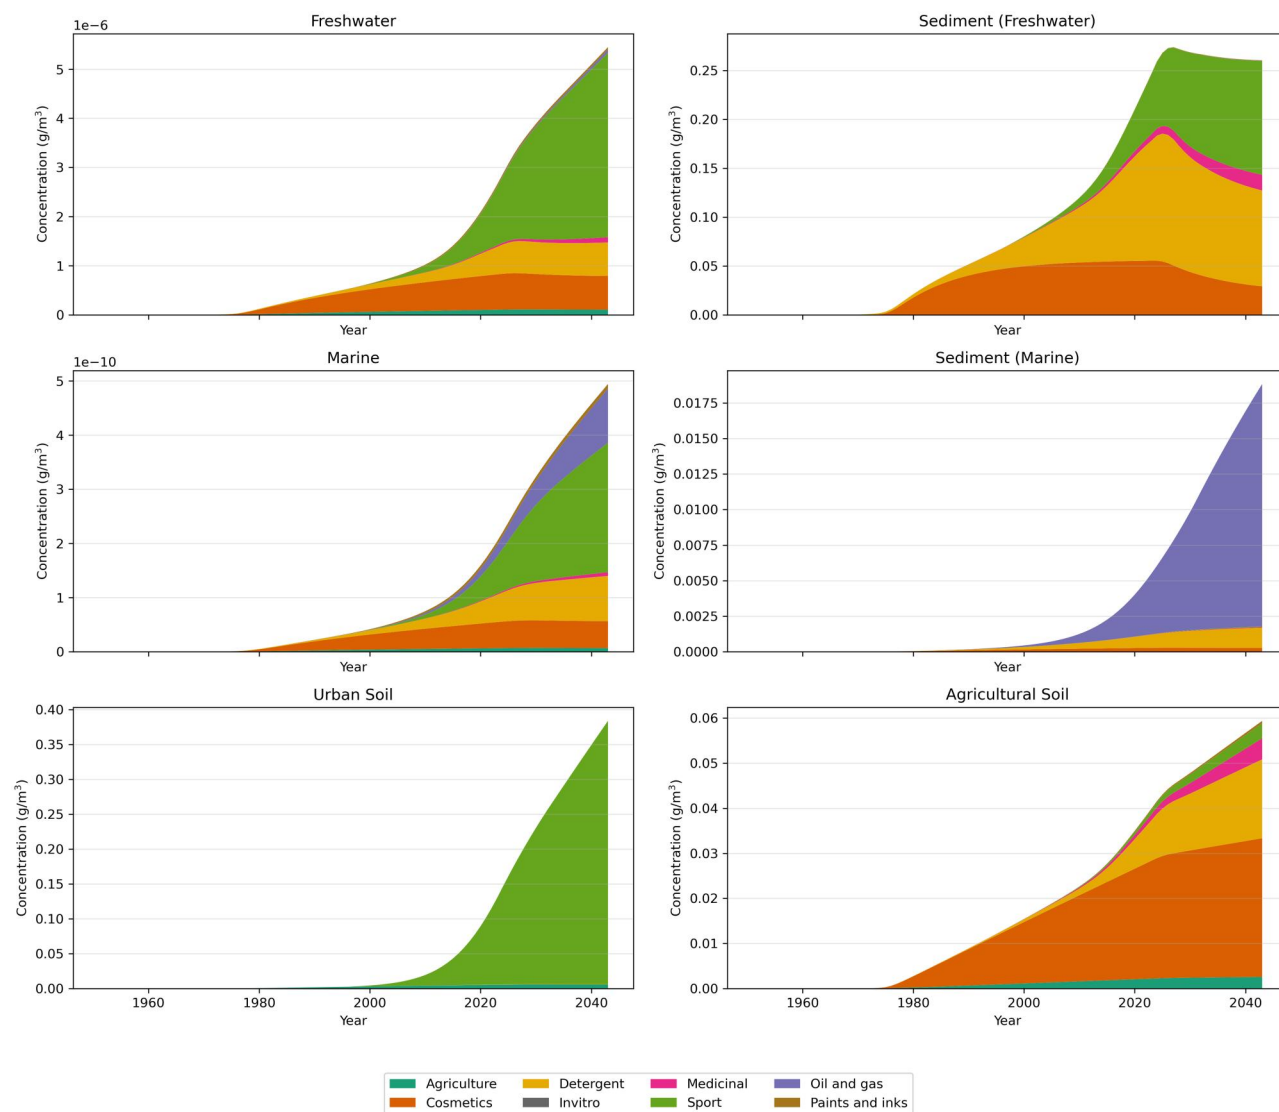 Freshwater
1e−6
Concentration (g/m³)
5
4
3
2
1
0
Year
Sediment (Freshwater)
Concentration (g/m³)
0.25
0.20
0.15
0.10
0.05
0.00
Year
Marine
1e−10
Concentration (g/m³)
5
4
3
2
1
0
Year
Sediment (Marine)
Concentration (g/m³)
0.0175
0.0150
0.0125
0.0100
0.0075
0.0050
0.0025
0.0000
Year
Urban Soil
Concentration (g/m³)
0.40
0.35
0.30
0.25
0.20
0.15
0.10
0.05
0.00
1960 1980 2000 2020 2040
Year
Agricultural Soil
Concentration (g/m³)
0.06
0.05
0.04
0.03
0.02
0.01
0.00
1960 1980 2000 2020 2040
Year
Agriculture Detergent Medicinal Oil and gas
Cosmetics Invitro Sport Paints and inks